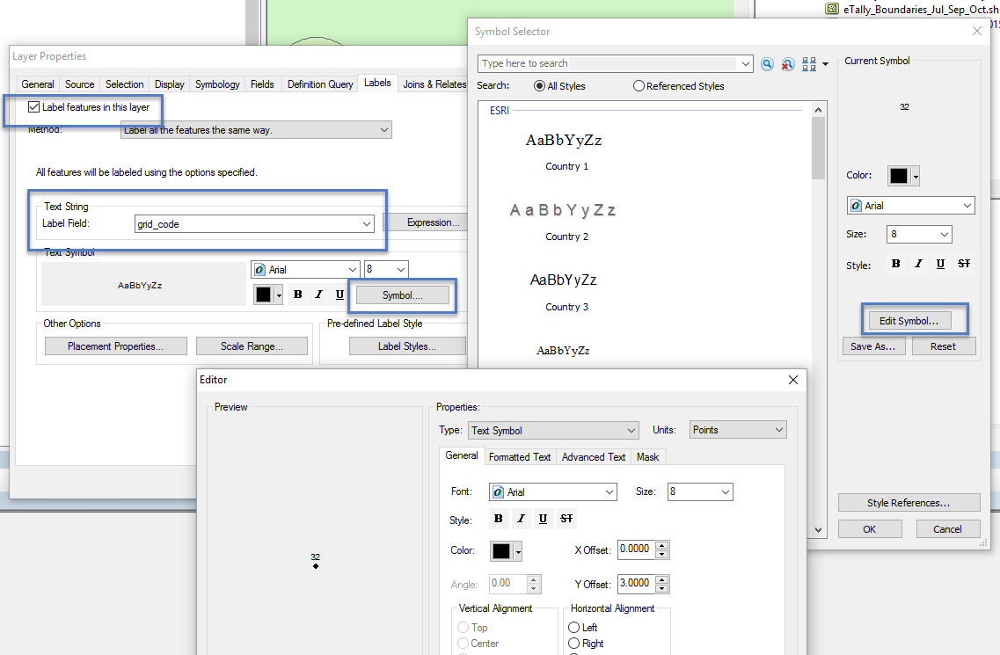 eTally_Boundaries_Jul_Sep_Oct.sh
Layer Properties
General Source Selection Display Symbology Fields Definition Query Labels Joins & Relates
Label features in this layer
Method: Label all the features the same way.
All features will be labeled using the options specified.
Text String
Label Field: grid_code Expression...
Text Symbol
AaBbYyZz
Arial 8
B I U
Symbol....
Other Options
Placement Properties... Scale Range...
Pre-defined Label Style
Label Styles...
Symbol Selector
Type here to search
Search: All Styles Referenced Styles
ESRI
AaBbYyZz
Country 1
AaBbYyZz
Country 2
AaBbYyZz
Country 3
AaBbYyZz
Current Symbol
32
Color:
Arial
Size: 8
Style: B I U ST
Edit Symbol...
Save As... Reset
Style References...
OK Cancel
Editor
Preview
32
Properties:
Type: Text Symbol Units: Points
General Formatted Text Advanced Text Mask
Font: Arial Size: 8
Style: B I U ST
Color: X Offset: 0.0000
Angle: 0.00 Y Offset: 3.0000
Vertical Alignment
Top
Center
Horizontal Alignment
Left
Right